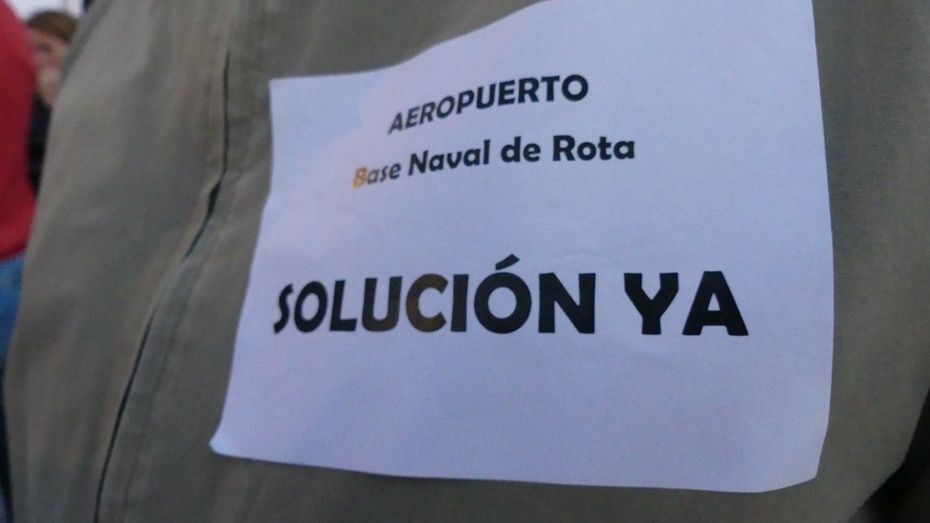 AEROPUERTO
Base Naval de Rota
SOLUCIÓN YA